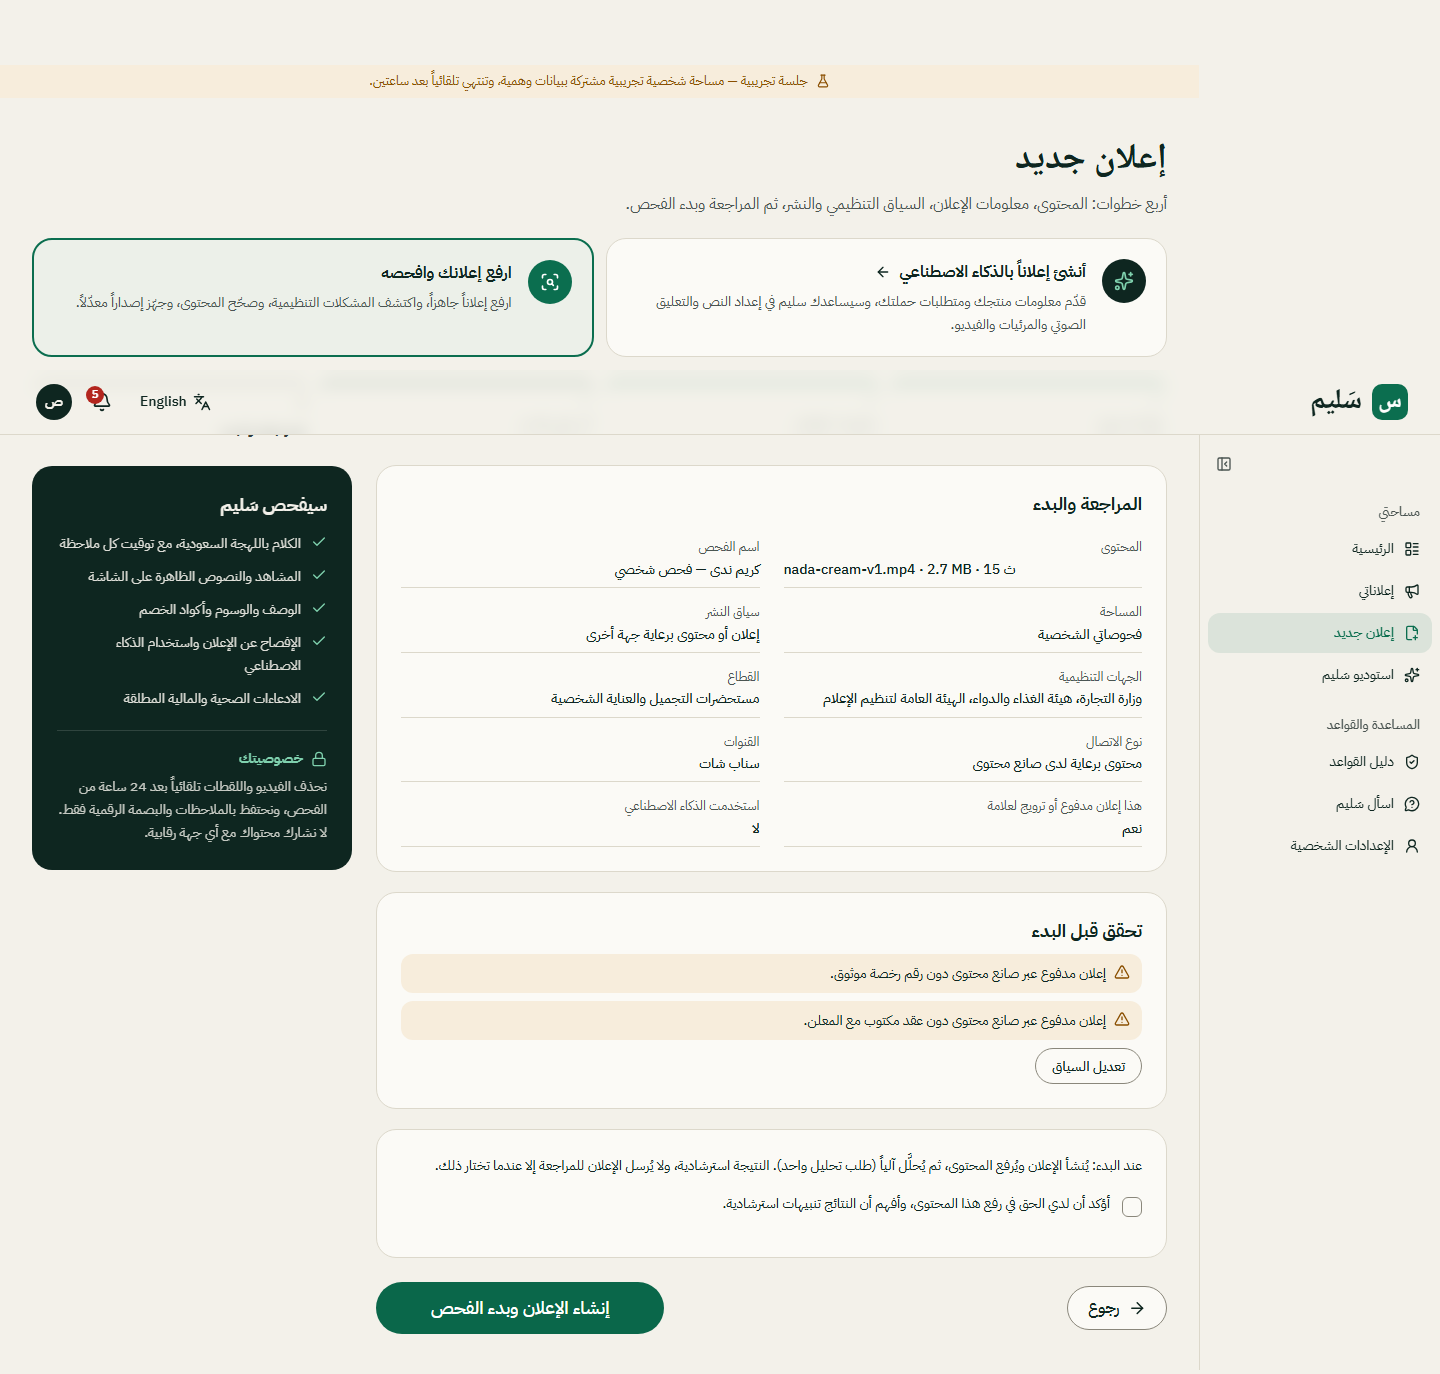 جلسة تجريبية — مساحة شخصية تجريبية مشتركة ببيانات وهمية، وتنتهي تلقائياً بعد ساعتين.
إعلان جديد
أربع خطوات: المحتوى، معلومات الإعلان، السياق التنظيمي والنشر، ثم المراجعة وبدء الفحص.
أنشئ إعلاناً بالذكاء الاصطناعي
قدّم معلومات منتجك ومتطلبات حملتك، وسيساعدك سليم في إعداد النص والتعليق
الصوتي والمرئيات والفيديو.
ارفع إعلانك وافحصه
ارفع إعلاناً جاهزاً، واكتشف المشكلات التنظيمية، وصحّح المحتوى، وجهّز إصداراً معدّلاً.
س
سَليم
English
5
ص
مساحتي
الرئيسية
إعلاناتي
إعلان جديد
استوديو سَليم
المساعدة والقواعد
دليل القواعد
اسأل سَليم
الإعدادات الشخصية
المراجعة والبدء
المحتوى
nada-cream-v1.mp4 · 2.7 MB · 15 ث
اسم الفحص
كريم ندى — فحص شخصي
المساحة
فحوصاتي الشخصية
سياق النشر
إعلان أو محتوى برعاية جهة أخرى
الجهات التنظيمية
وزارة التجارة، هيئة الغذاء والدواء، الهيئة العامة لتنظيم الإعلام
القطاع
مستحضرات التجميل والعناية الشخصية
نوع الاتصال
محتوى برعاية لدى صانع محتوى
القنوات
سناب شات
هذا إعلان مدفوع أو ترويج لعلامة
نعم
استخدمت الذكاء الاصطناعي
لا
سيفحص سَليم
الكلام باللهجة السعودية، مع توقيت كل ملاحظة
المشاهد والنصوص الظاهرة على الشاشة
الوصف والوسوم وأكواد الخصم
الإفصاح عن الإعلان واستخدام الذكاء
الاصطناعي
الادعاءات الصحية والمالية المطلقة
خصوصيتك
نحذف الفيديو واللقطات تلقائياً بعد 24 ساعة من
الفحص، ونحتفظ بالملاحظات والبصمة الرقمية فقط.
لا نشارك محتواك مع أي جهة رقابية.
تحقق قبل البدء
إعلان مدفوع عبر صانع محتوى دون رقم رخصة موثوق.
إعلان مدفوع عبر صانع محتوى دون عقد مكتوب مع المعلن.
تعديل السياق
عند البدء: يُنشأ الإعلان ويُرفع المحتوى، ثم يُحلَّل آلياً (طلب تحليل واحد). النتيجة استرشادية، ولا يُرسل الإعلان للمراجعة إلا عندما تختار ذلك.
أؤكد أن لدي الحق في رفع هذا المحتوى، وأفهم أن النتائج تنبيهات استرشادية.
رجوع
إنشاء الإعلان وبدء الفحص